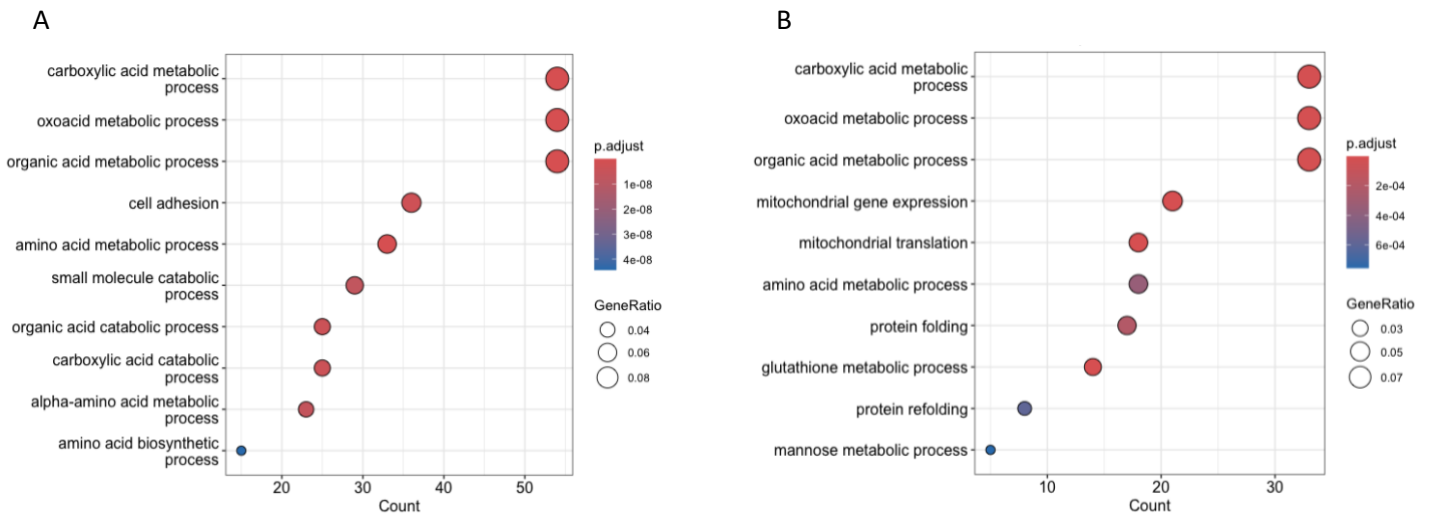 A
carboxylic acid metabolic
process
oxoacid metabolic process
organic acid metabolic process
cell adhesion
amino acid metabolic process
small molecule catabolic
process
organic acid catabolic process
carboxylic acid catabolic
process
alpha-amino acid metabolic
process
amino acid biosynthetic
process
20 30 40 50
Count
p.adjust
1e-08
2e-08
3e-08
4e-08
GeneRatio
0.04
0.06
0.08
B
carboxylic acid metabolic
process
oxoacid metabolic process
organic acid metabolic process
mitochondrial gene expression
mitochondrial translation
amino acid metabolic process
protein folding
glutathione metabolic process
protein refolding
mannose metabolic process
10 20 30
Count
p.adjust
2e-04
4e-04
6e-04
GeneRatio
0.03
0.05
0.07